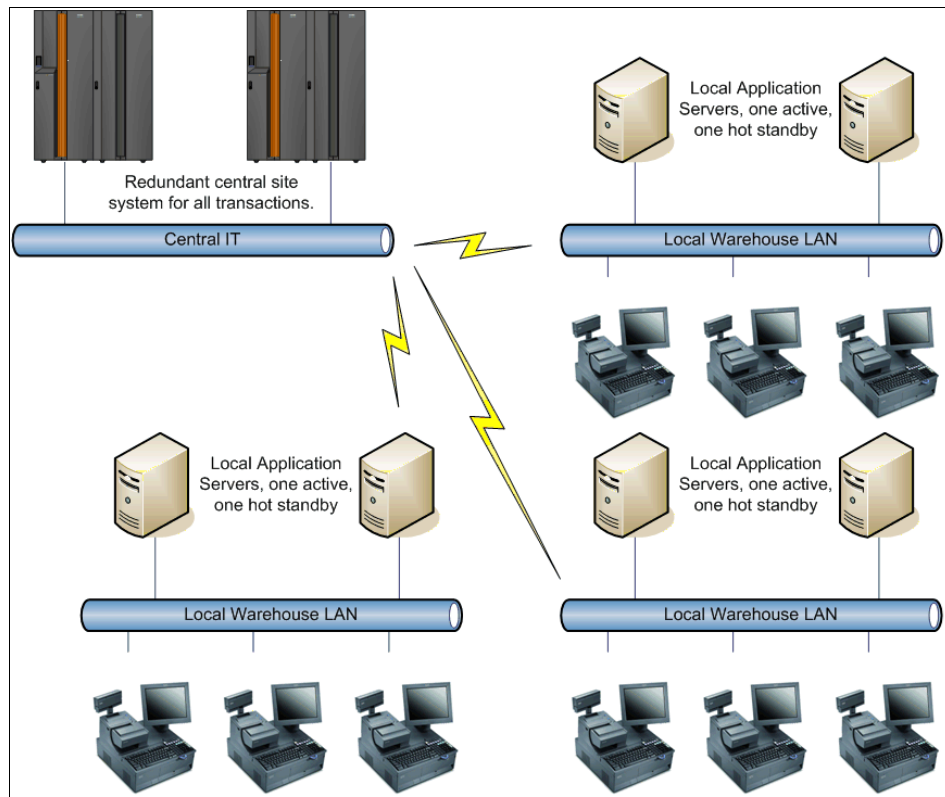 Redundant central site
system for all transactions.
Central IT
Local Application
Servers, one active,
one hot standby
Local Warehouse LAN
Local Application
Servers, one active,
one hot standby
Local Warehouse LAN
Local Application
Servers, one active,
one hot standby
Local Warehouse LAN